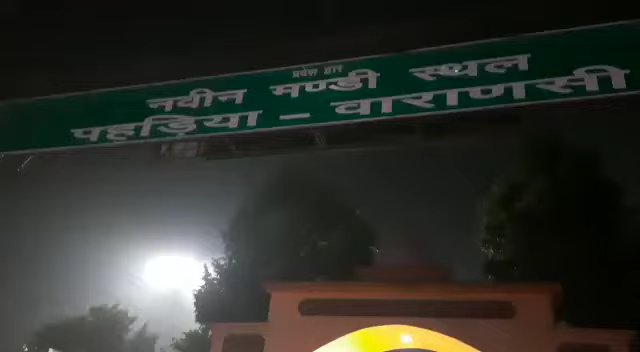 प्रवेश द्वार
नवीन मण्डी स्थल
पहड़िया - वाराणसी